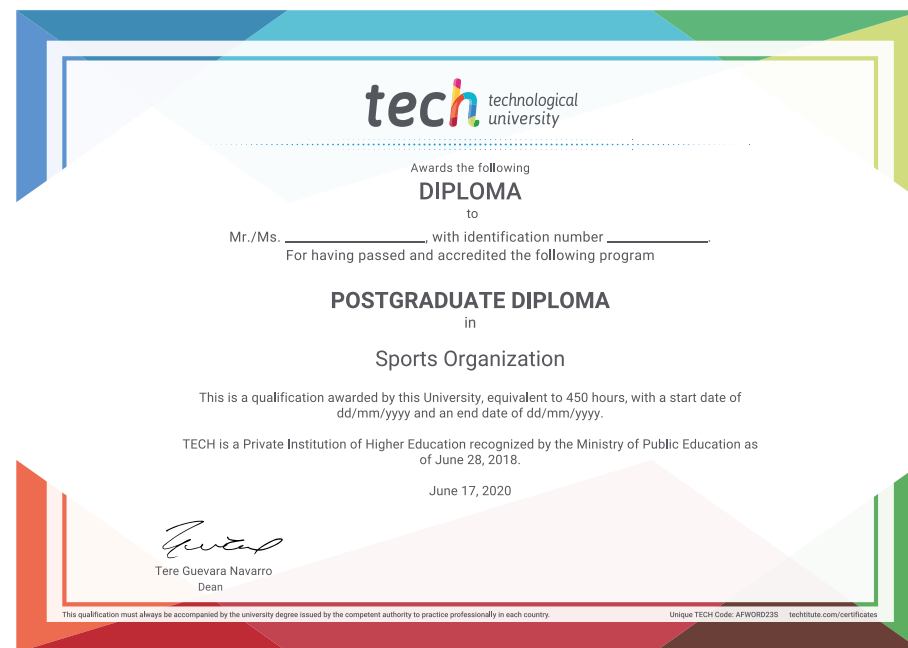 tech technological
university
Awards the following
DIPLOMA
to
Mr./Ms. ____________________, with identification number __________________.
For having passed and accredited the following program
POSTGRADUATE DIPLOMA
in
Sports Organization
This is a qualification awarded by this University, equivalent to 450 hours, with a start date of
dd/mm/yyyy and an end date of dd/mm/yyyy.
TECH is a Private Institution of Higher Education recognized by the Ministry of Public Education as
of June 28, 2018.
June 17, 2020
Tere Guevara Navarro
Dean
This qualification must always be accompanied by the university degree issued by the competent authority to practice professionally in each country.
Unique TECH Code: AFWORD23S techtitute.com/certificates